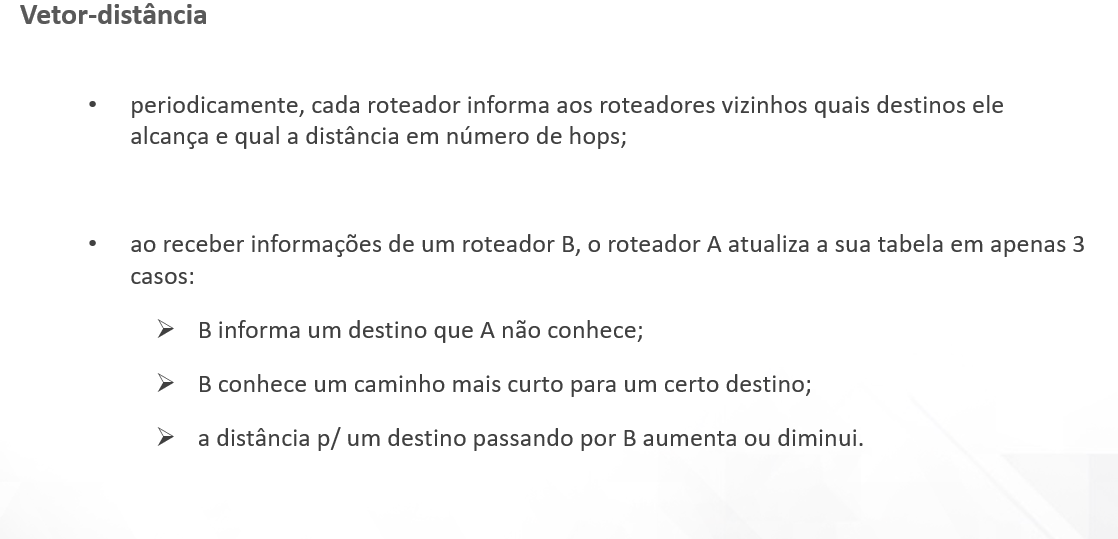 Vetor-distância
• periodicamente, cada roteador informa aos roteadores vizinhos quais destinos ele
alcança e qual a distância em número de hops;
• ao receber informações de um roteador B, o roteador A atualiza a sua tabela em apenas 3
casos:
➢ B informa um destino que A não conhece;
➢ B conhece um caminho mais curto para um certo destino;
➢ a distância p/ um destino passando por B aumenta ou diminui.